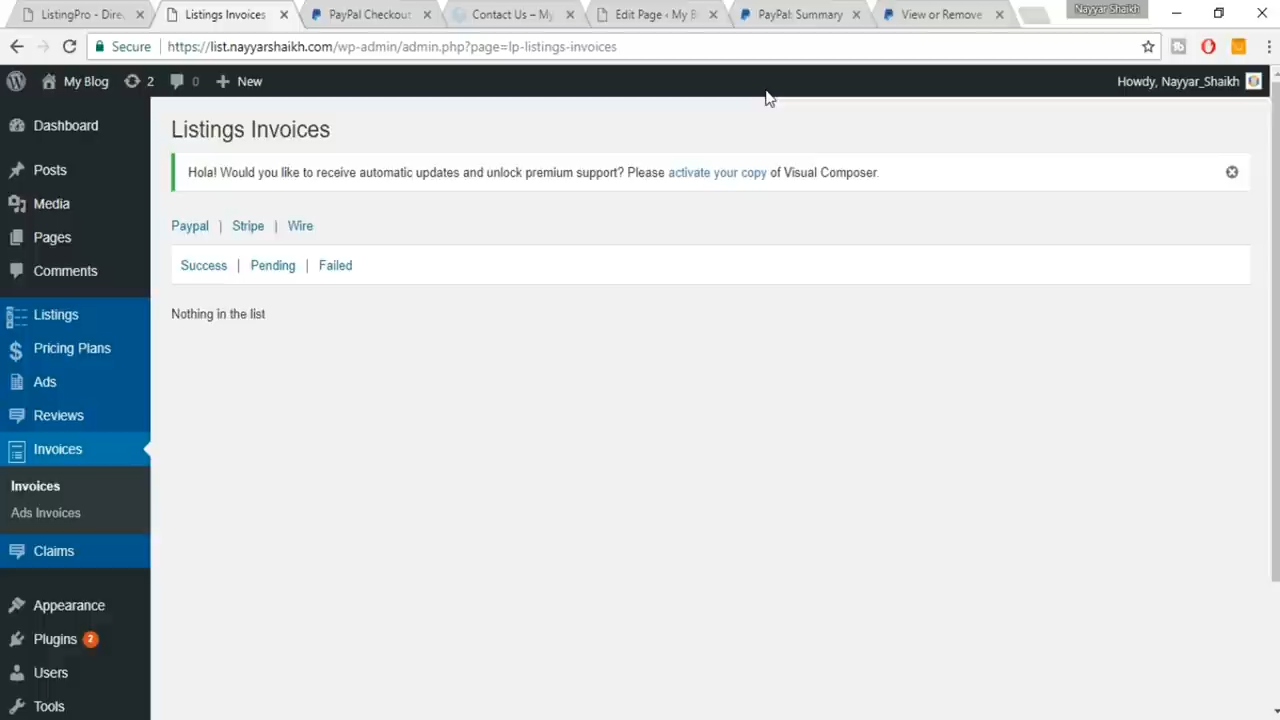 ListingPro - Dire
Listings Invoices
PayPal Checkout
Contact Us – My
Edit Page ‹ My B
PayPal: Summary
View or Remove
Nayyar Shaikh
Secure
https://list.nayyarshaikh.com/wp-admin/admin.php?page=lp-listings-invoices
My Blog
2
0
New
Howdy, Nayyar_Shaikh
Dashboard
Posts
Media
Pages
Comments
Listings
Pricing Plans
Ads
Reviews
Invoices
Invoices
Ads Invoices
Claims
Appearance
Plugins 2
Users
Tools
Listings Invoices
Hola! Would you like to receive automatic updates and unlock premium support? Please activate your copy of Visual Composer.
Paypal | Stripe | Wire
Success | Pending | Failed
Nothing in the list